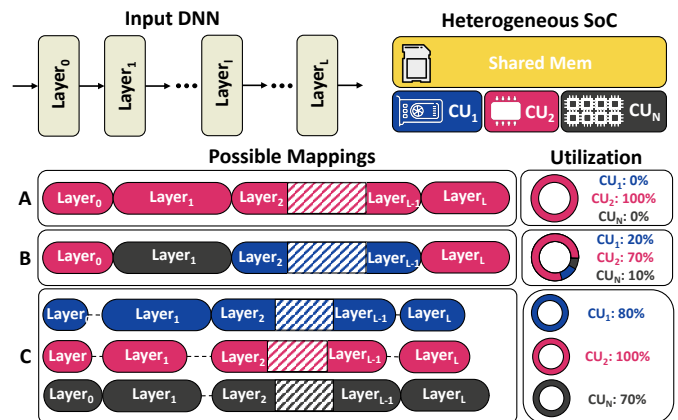 Input DNN
Heterogeneous SoC
Layer0
Layer1
LayerI
LayerL
Shared Mem
CU1
CU2
CUN
Possible Mappings
Utilization
A
Layer0
Layer1
Layer2
LayerL-1
LayerL
CU1: 0%
CU2: 100%
CUN: 0%
B
Layer0
Layer1
Layer2
LayerL-1
LayerL
CU1: 20%
CU2: 70%
CUN: 10%
C
Layer
Layer1
Layer2
LayerL-1
LayerL
CU1: 80%
Layer
Layer1
Layer2
LayerL-1
LayerL
CU2: 100%
Layer0
Layer1
Layer2
LayerL-1
LayerL
CUN: 70%